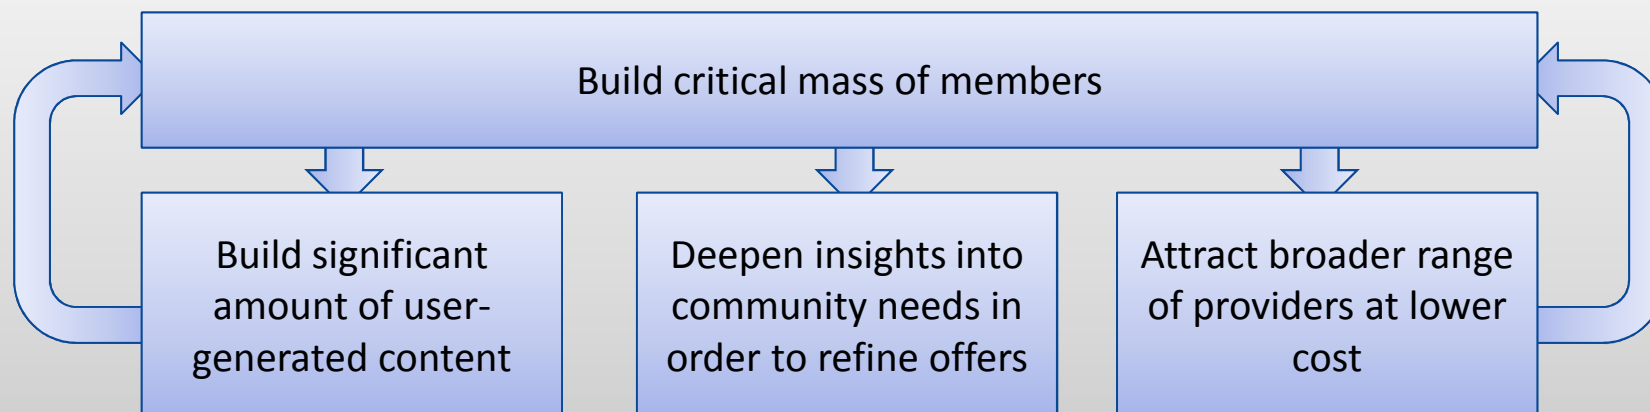 Build critical mass of members
Build significant
amount of user-
generated content
Deepen insights into
community needs in
order to refine offers
Attract broader range
of providers at lower
cost